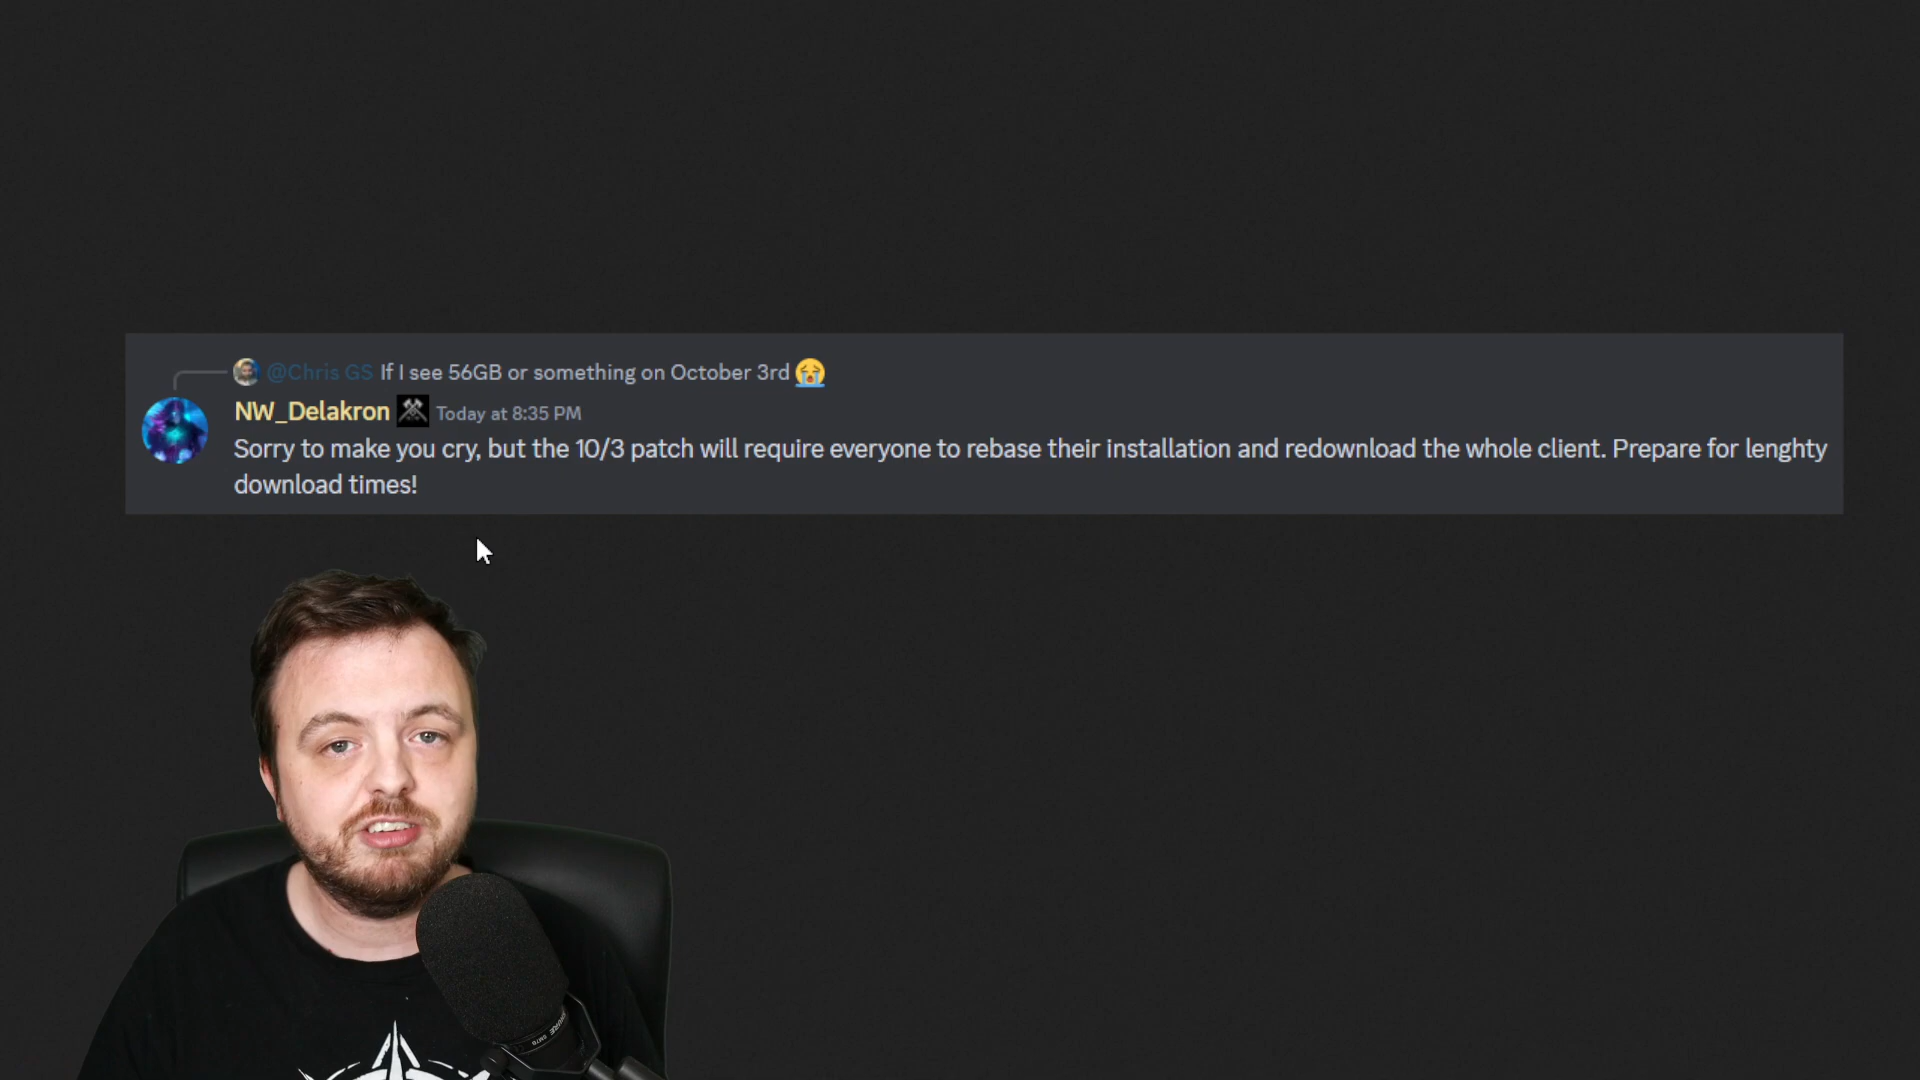 @Chris GS If I see 56GB or something on October 3rd 😭
NW_Delakron Today at 8:35 PM
Sorry to make you cry, but the 10/3 patch will require everyone to rebase their installation and redownload the whole client. Prepare for lenghty
download times!